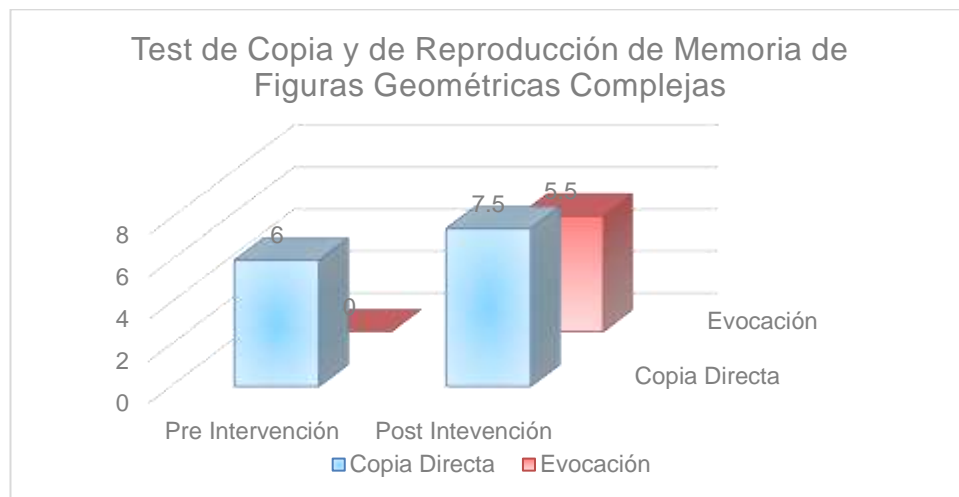 Test de Copia y de Reproducción de Memoria de
Figuras Geométricas Complejas
5.5
7.5
6
8
6
0
4
Evocación
2
Copia Directa
0
Pre Intervención Post Intevención
Copia Directa Evocación